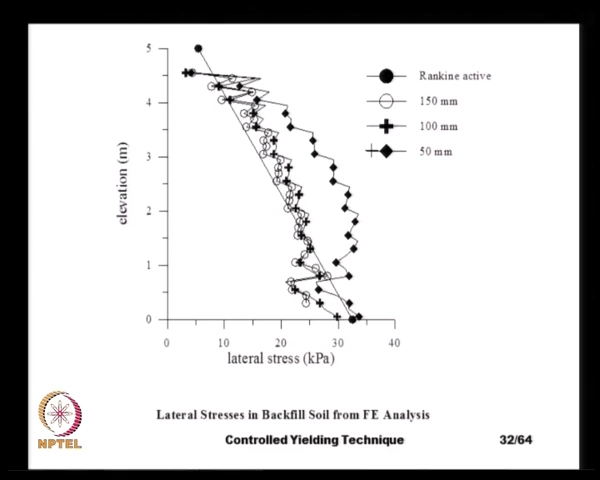 5
4
3
2
1
0
elevation (m)
0 10 20 30 40
lateral stress (kPa)
Rankine active
150 mm
100 mm
50 mm
Lateral Stresses in Backfill Soil from FE Analysis
NPTEL
Controlled Yielding Technique
32/64